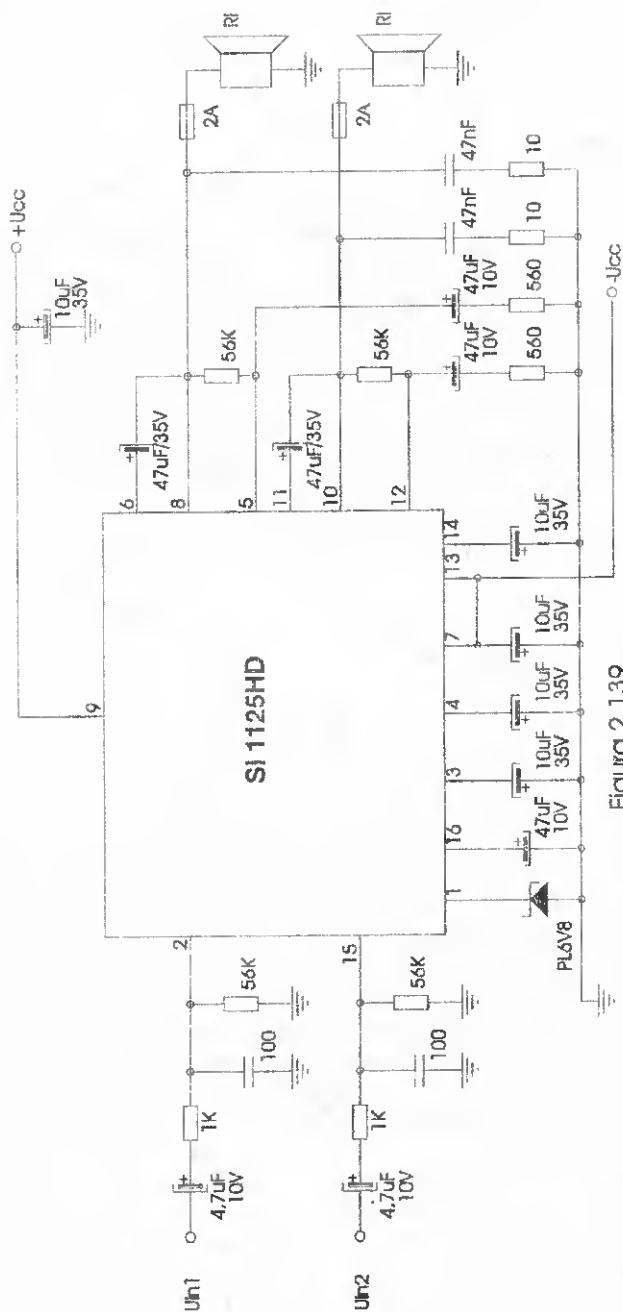 +Ucc
10uF
35V
9
SI 1125HD
Uin1
4,7uF
10V
1K
100
56K
2
Uin2
4,7uF
10V
1K
100
56K
15
6
8
5
11
10
12
47uF/35V
56K
47uF/35V
56K
2A
Rl
2A
Rl
47nF
10
47nF
10
47uF
10V
560
47uF
10V
560
-Ucc
1
16
13
4
7
13
14
PL6V8
47uF
10V
10uF
35V
10uF
35V
10uF
35V
10uF
35V
Figura 2.139